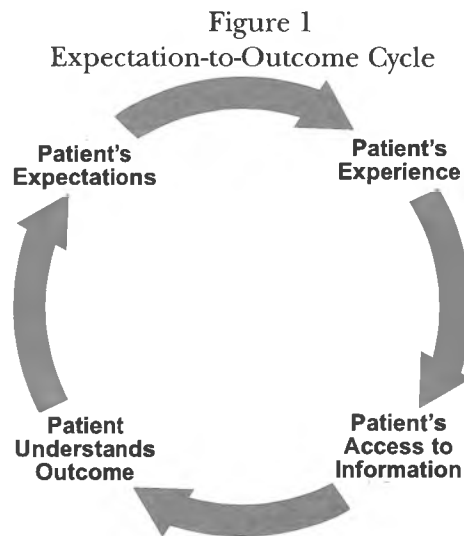 Figure 1
Expectation-to-Outcome Cycle
Patient's
Expectations
Patient's
Experience
Patient's
Access to
Information
Patient
Understands
Outcome